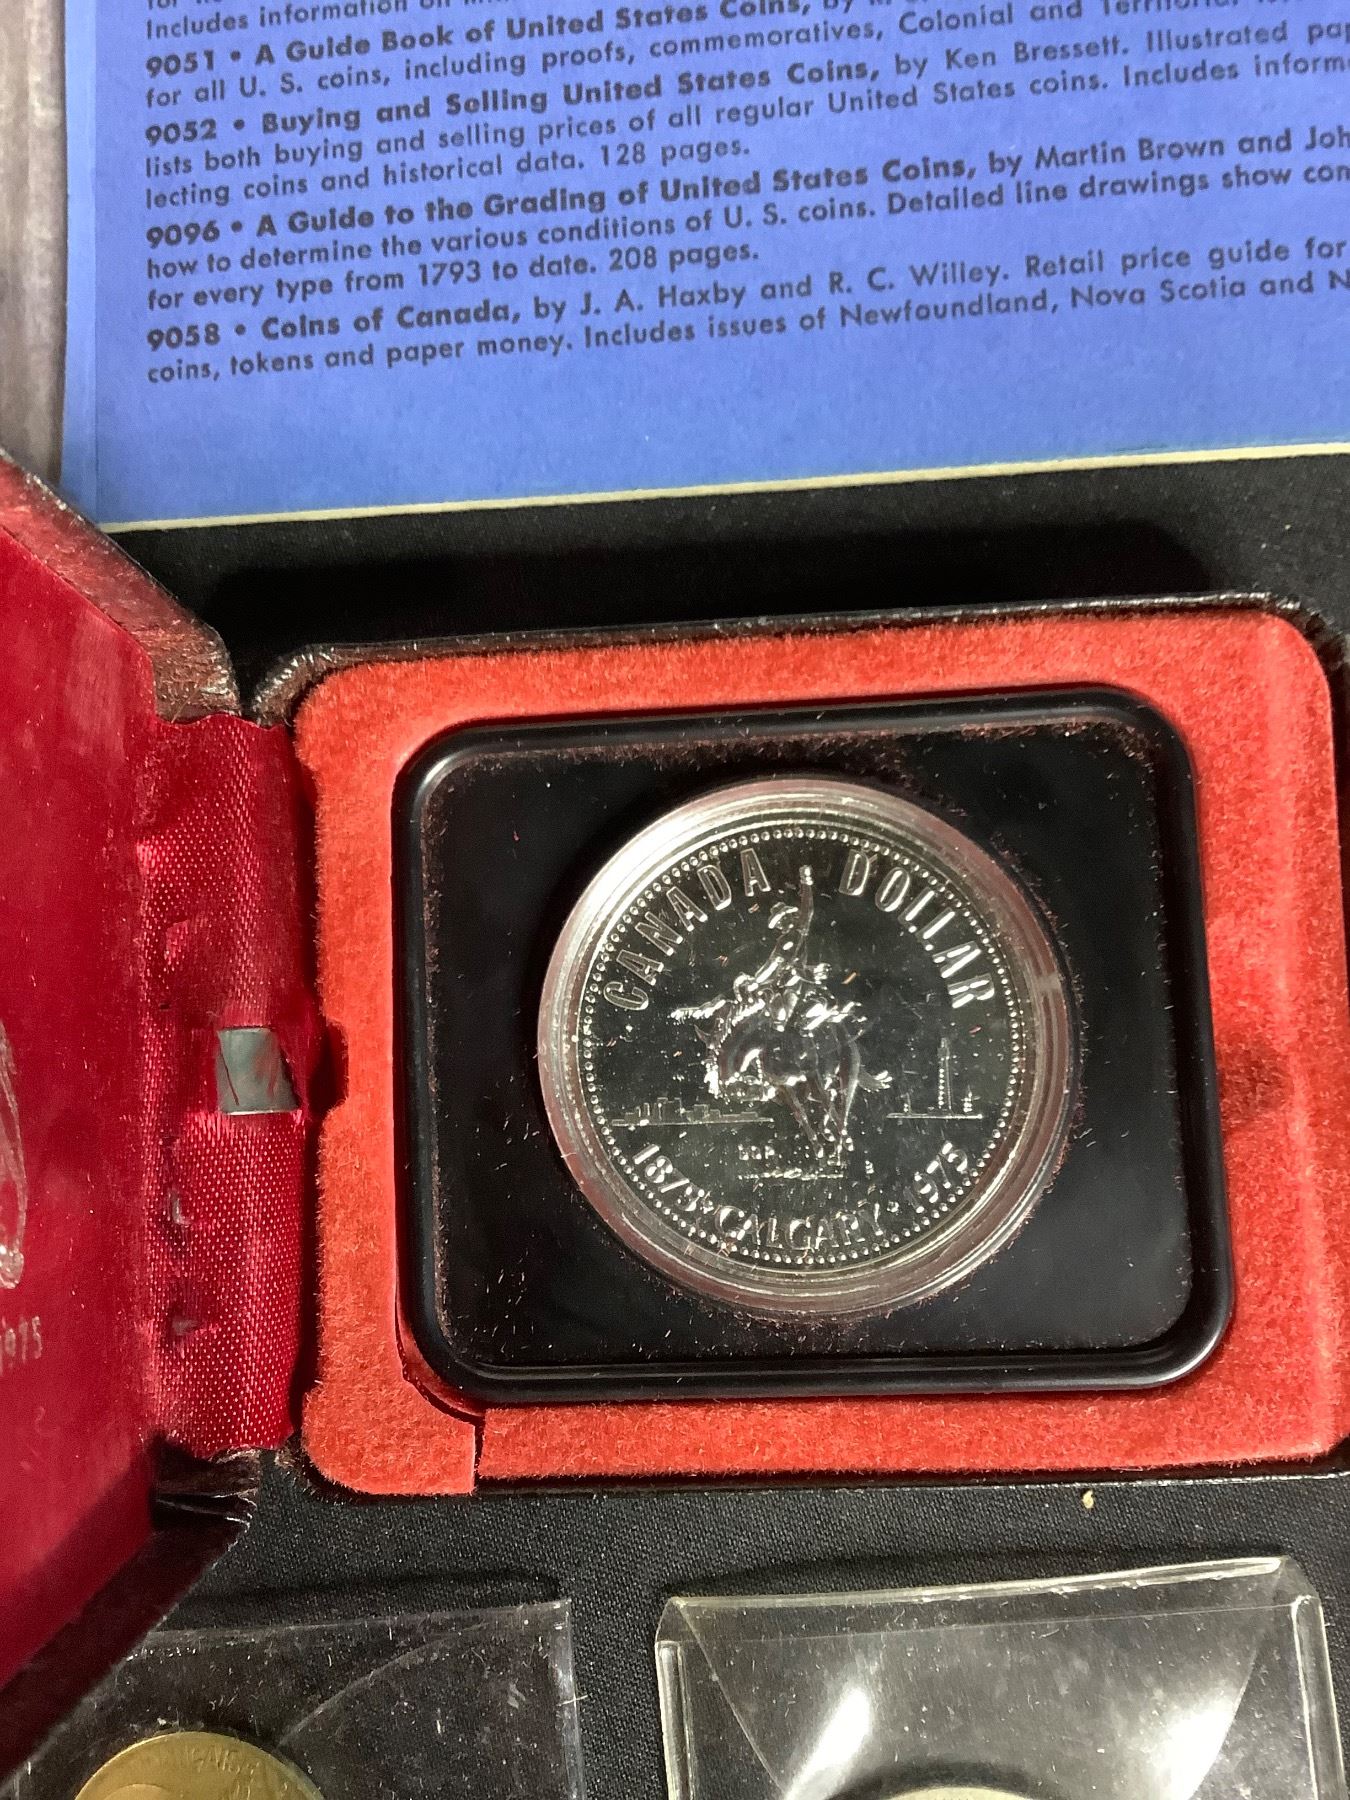 Includes information on
9051 • A Guide Book of United States Coins, by
for all U. S. coins, including proofs, commemoratives, Colonial and
9052 • Buying and Selling United States Coins, by Ken Bressett. Illustrated
lists both buying and selling prices of all regular United States coins. Includes
lecting coins and historical data. 128 pages.
9096 • A Guide to the Grading of United States Coins, by Martin Brown and
how to determine the various conditions of U. S. coins. Detailed line drawings show
for every type from 1793 to date. 208 pages.
9058 • Coins of Canada, by J. A. Haxby and R. C. Willey. Retail price guide for
coins, tokens and paper money. Includes issues of Newfoundland, Nova Scotia and
CANADA DOLLAR
1875 • CALGARY • 1975
1975